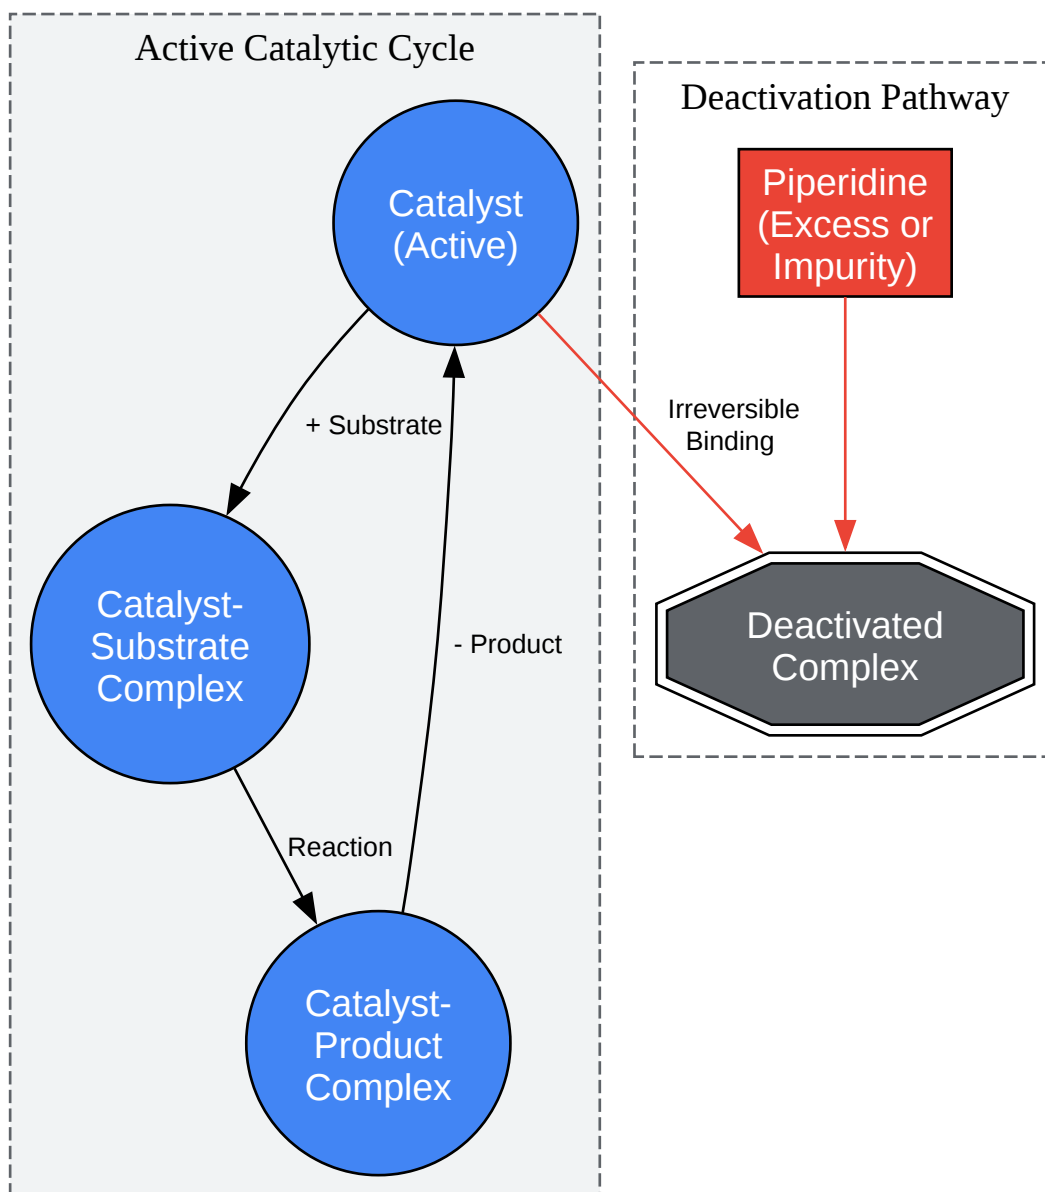 Active Catalytic Cycle
Deactivation Pathway
Catalyst
(Active)
Piperidine
(Excess or
Impurity)
+ Substrate
Irreversible
Binding
Catalyst-
Substrate
Complex
- Product
Deactivated
Complex
Reaction
Catalyst-
Product
Complex